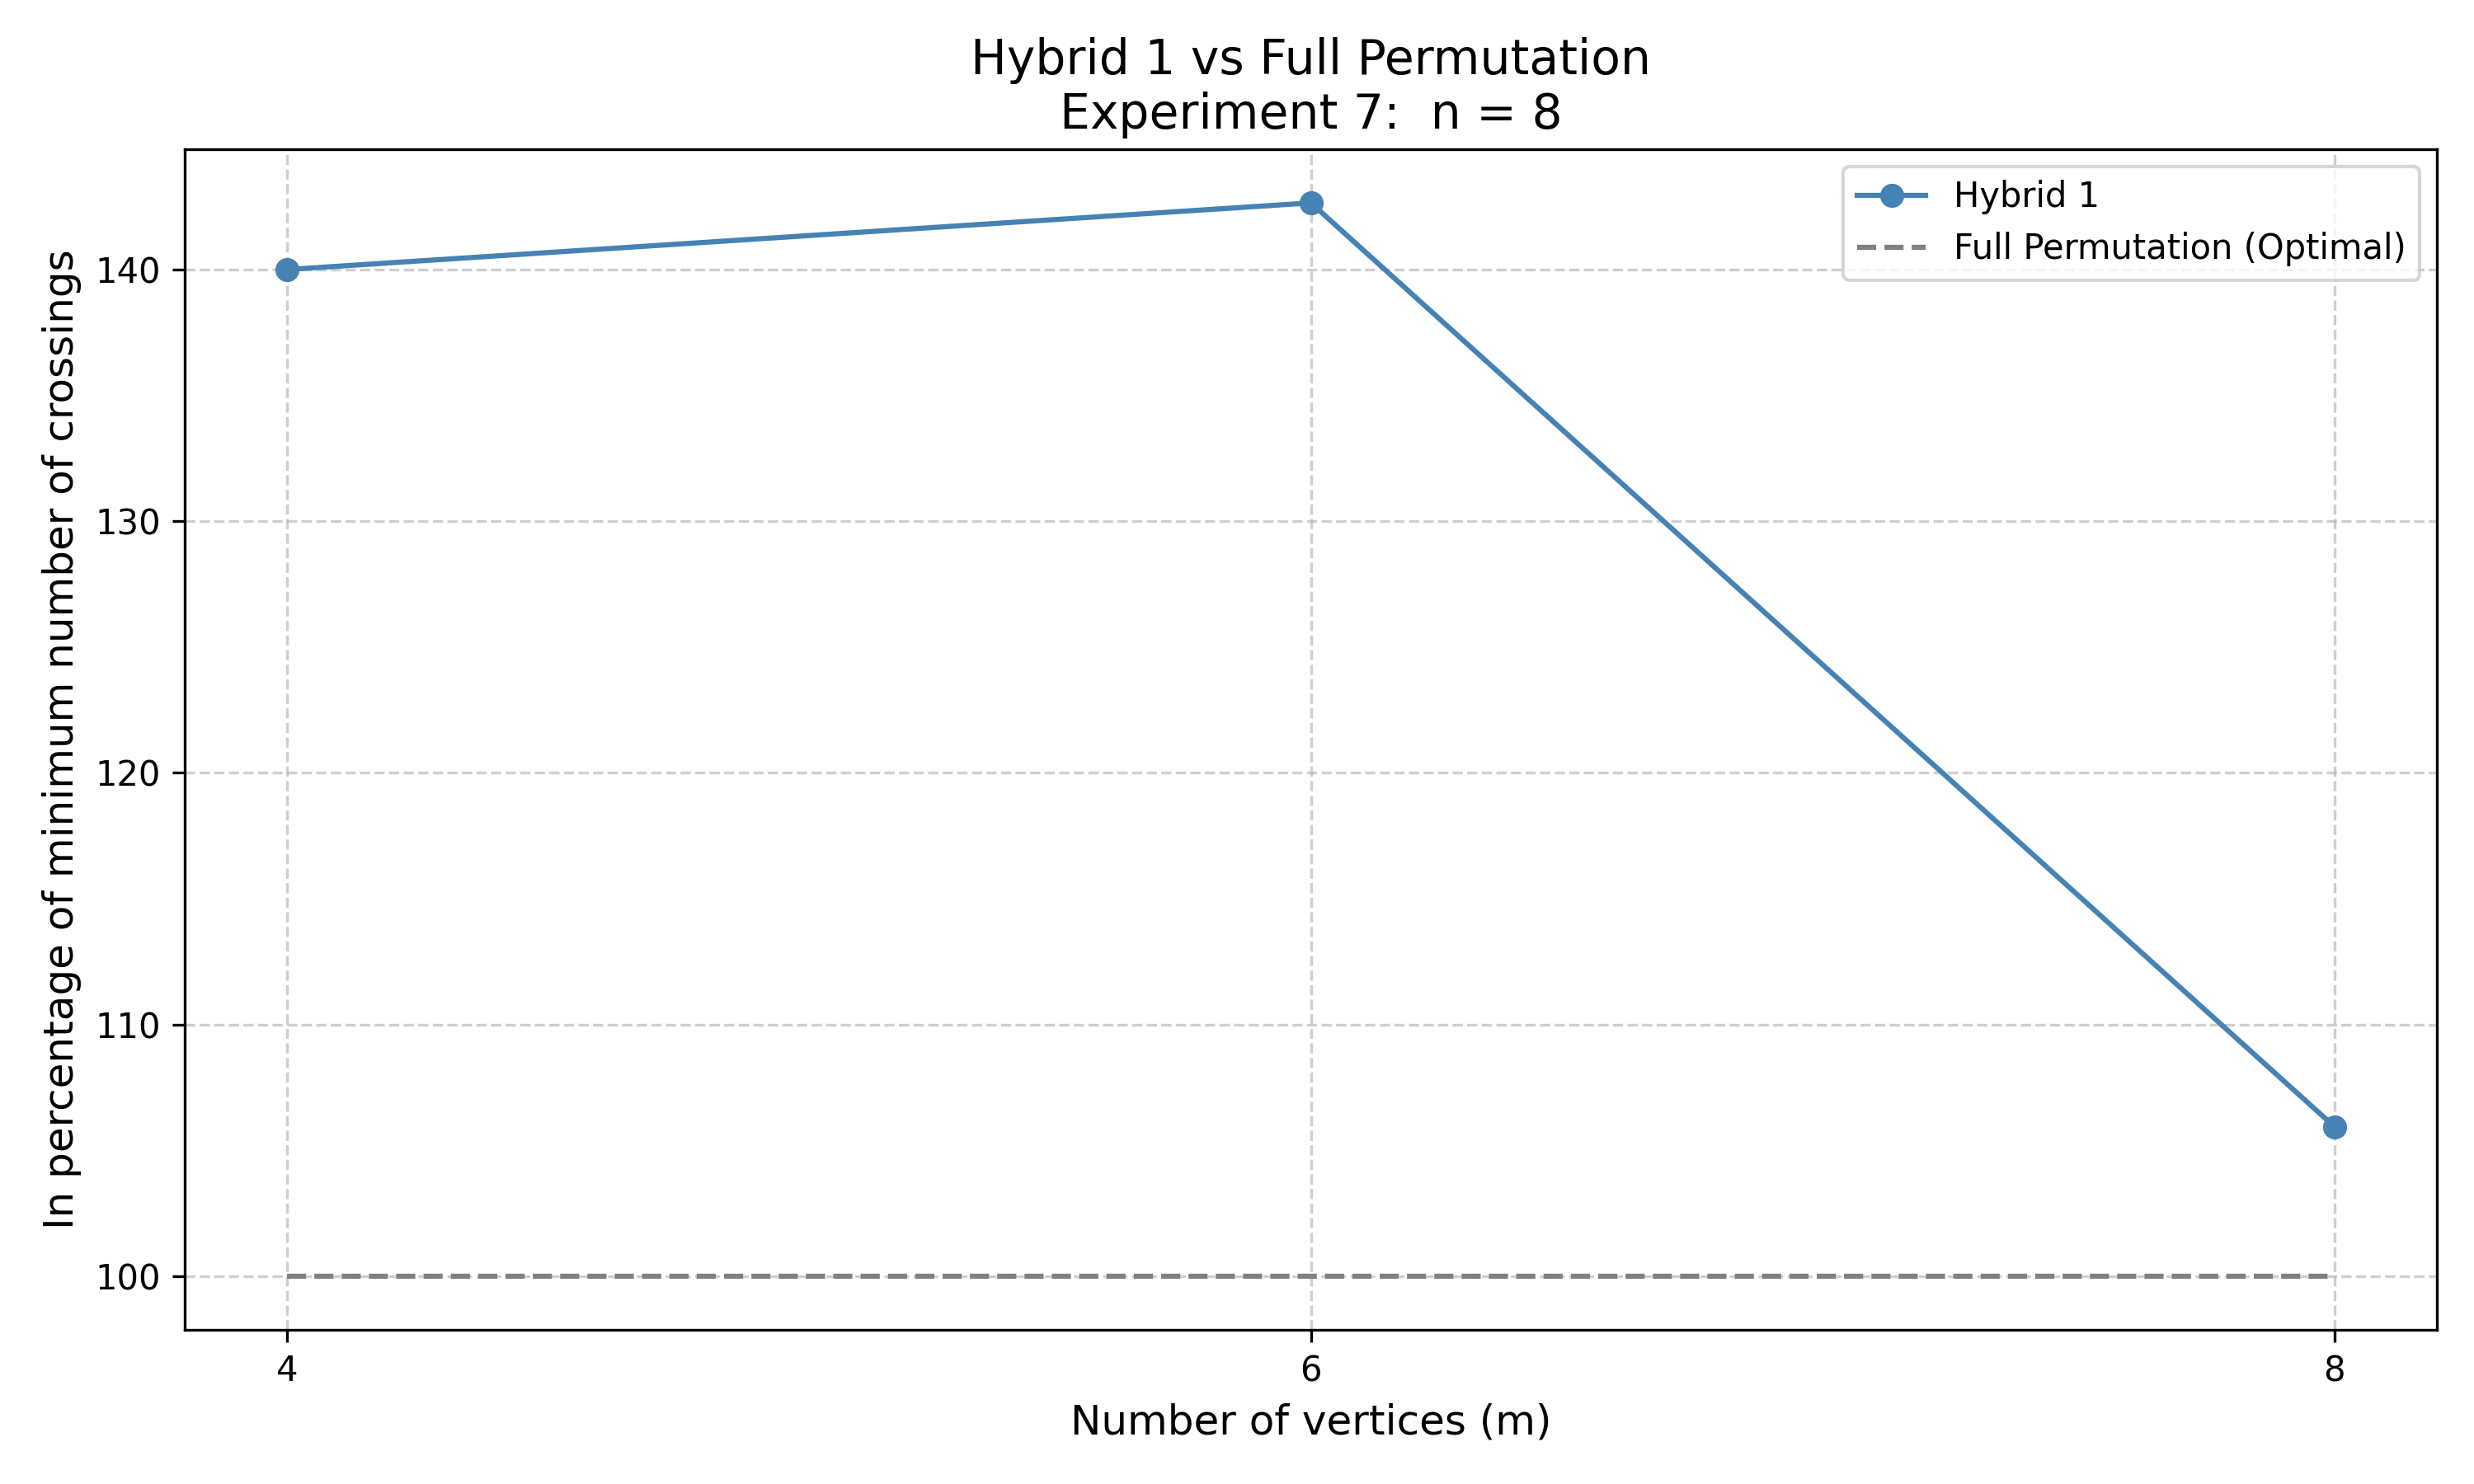 Hybrid 1 vs Full Permutation
Experiment 7:  n = 8
Hybrid 1
Full Permutation (Optimal)
In percentage of minimum number of crossings
140
130
120
110
100
4
6
8
Number of vertices (m)